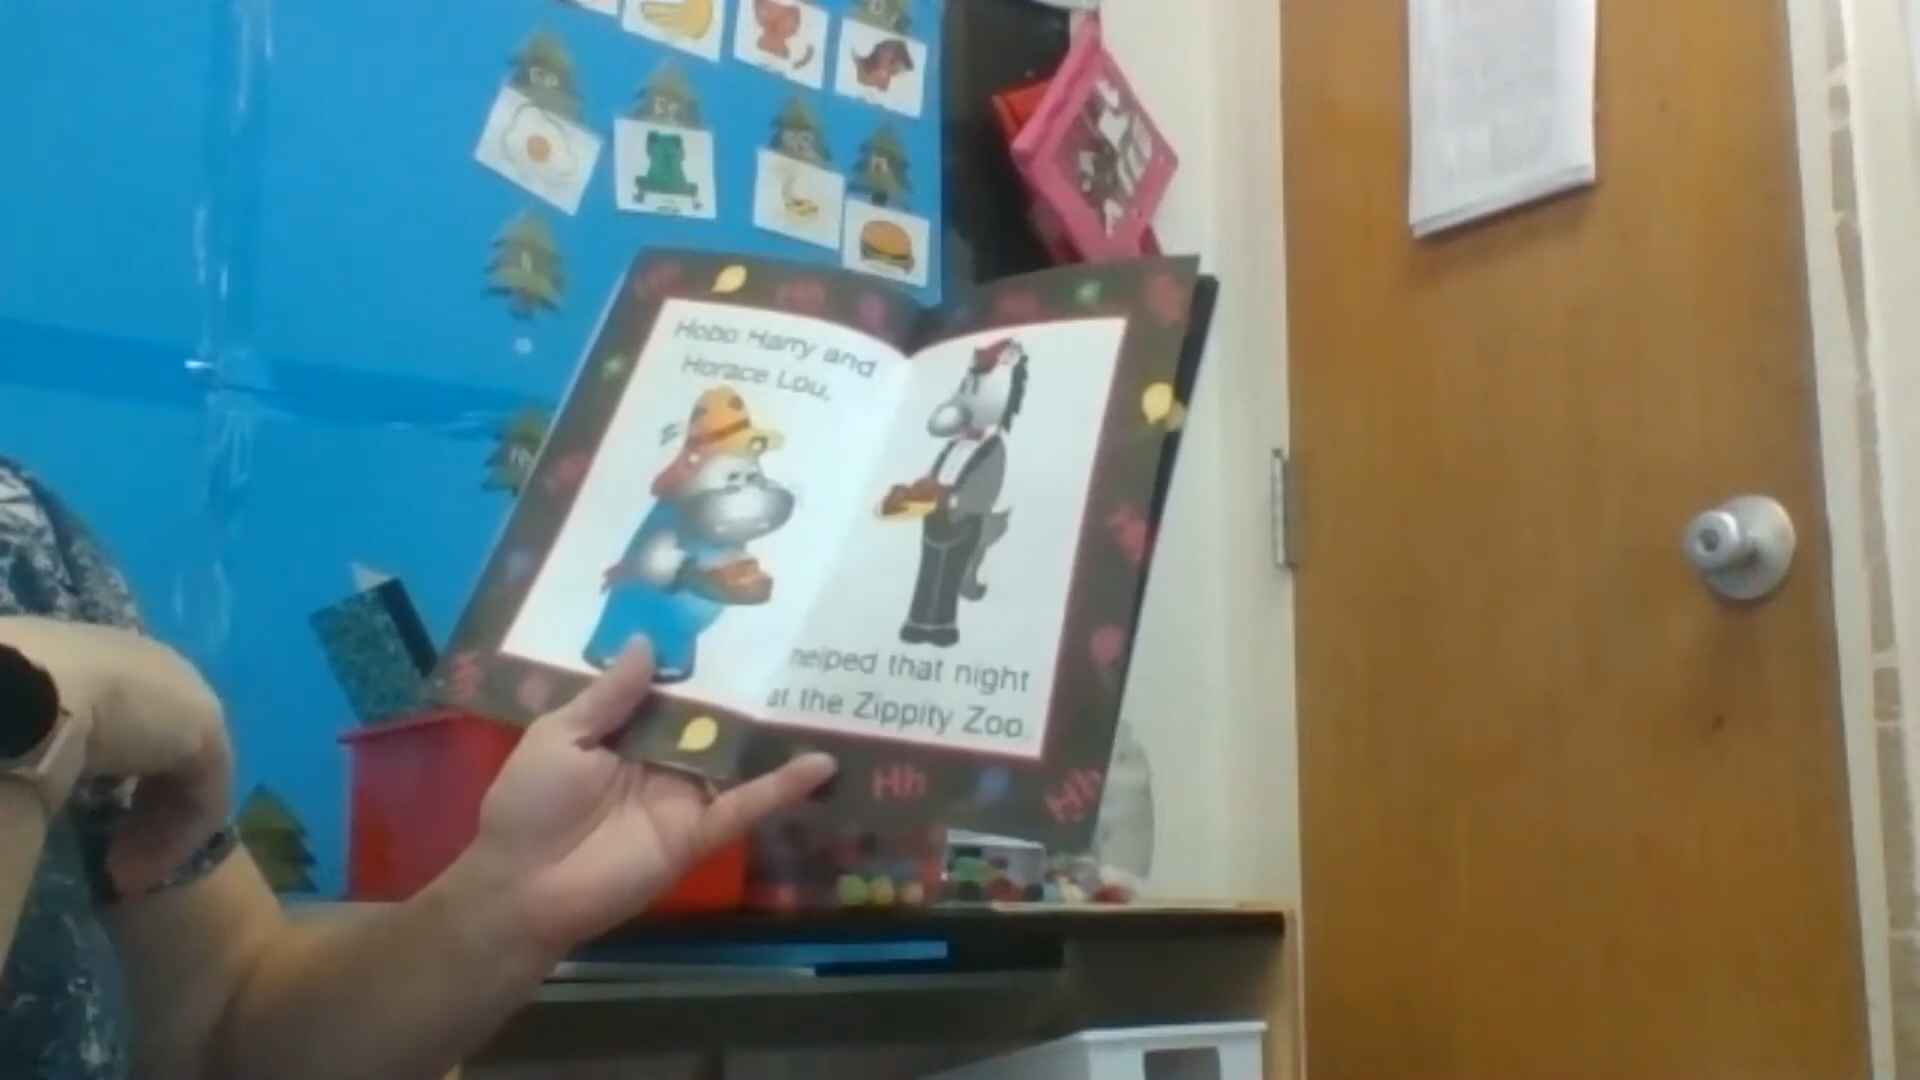 Hobo Harry and
Horace Lou,
helped that night
at the Zippity Zoo.
Hh
Hh